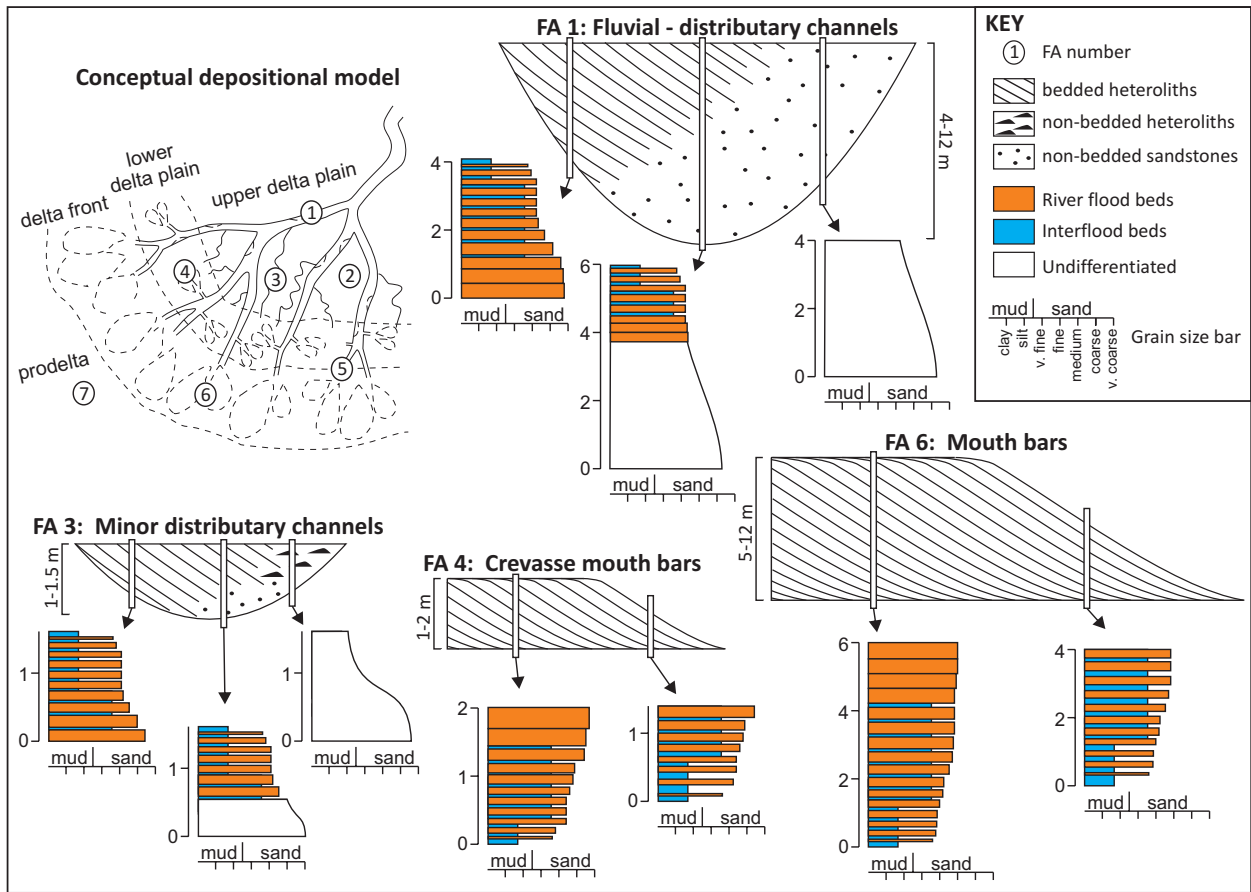 FA 1: Fluvial - distributary channels
KEY
① FA number
bedded heteroliths
non-bedded heteroliths
non-bedded sandstones
River flood beds
Interflood beds
Undifferentiated
mud sand
clay
silt
v. fine
fine
medium
coarse
v. coarse
Grain size bar
Conceptual depositional model
delta front
lower
delta plain
upper delta plain
prodelta
①
②
③
④
⑤
⑥
⑦
4-12 m
4
2
0
mud sand
6
4
2
0
mud sand
4
2
0
mud sand
FA 3: Minor distributary channels
1-1.5 m
1
0
mud sand
1
0
mud sand
1
0
mud sand
FA 4: Crevasse mouth bars
1-2 m
2
1
0
mud sand
1
0
mud sand
FA 6: Mouth bars
5-12 m
6
4
2
0
mud sand
4
2
0
mud sand